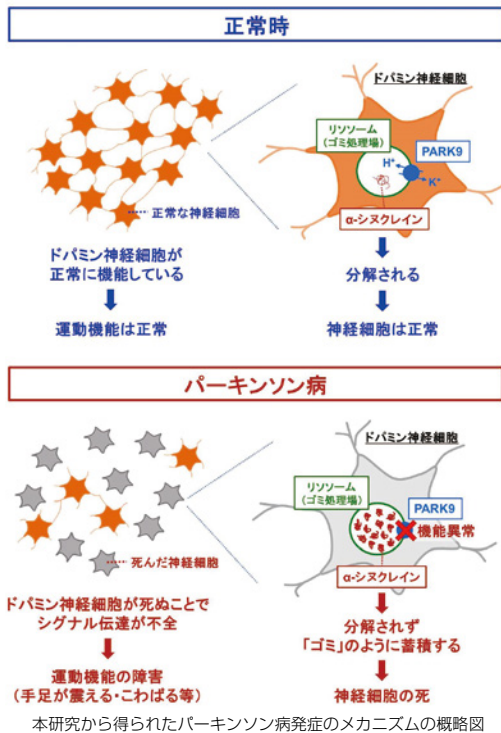 正常時
ドパミン神経細胞
リソソーム
(ゴミ処理場)
PARK9
H⁺
K⁺
正常な神経細胞
α-シヌクレイン
ドパミン神経細胞が
正常に機能している
運動機能は正常
分解される
神経細胞は正常
パーキンソン病
ドパミン神経細胞
リソソーム
(ゴミ処理場)
PARK9
機能異常
死んだ神経細胞
α-シヌクレイン
ドパミン神経細胞が死ぬことで
シグナル伝達が不全
運動機能の障害
(手足が震える・こわばる等)
分解されず
「ゴミ」のように蓄積する
神経細胞の死
本研究から得られたパーキンソン病発症のメカニズムの概略図